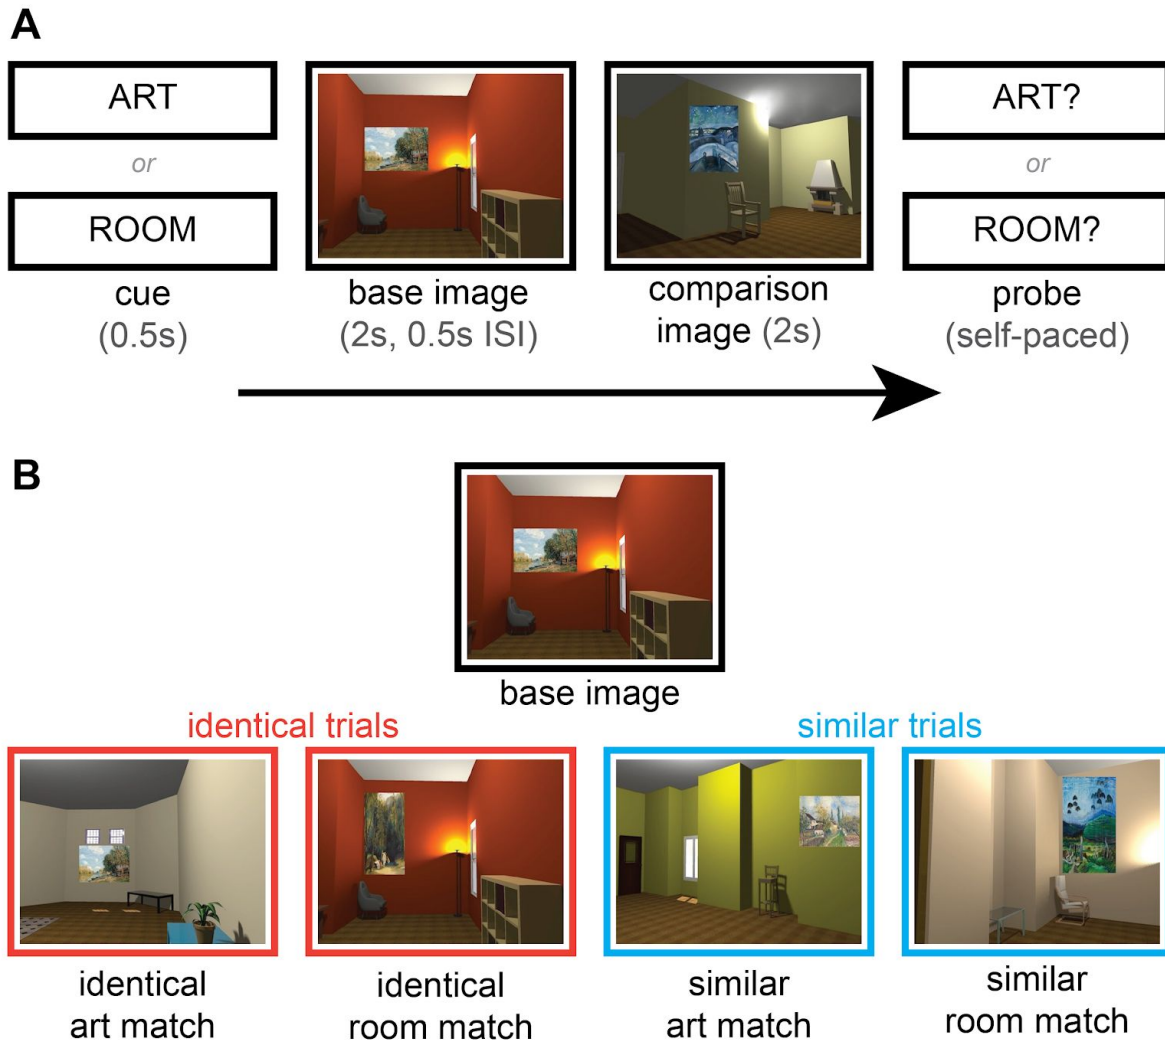 A
ART
or
ROOM
cue
(0.5s)
base image
(2s, 0.5s ISI)
comparison
image (2s)
ART?
or
ROOM?
probe
(self-paced)
B
base image
identical trials
similar trials
identical
art match
identical
room match
similar
art match
similar
room match